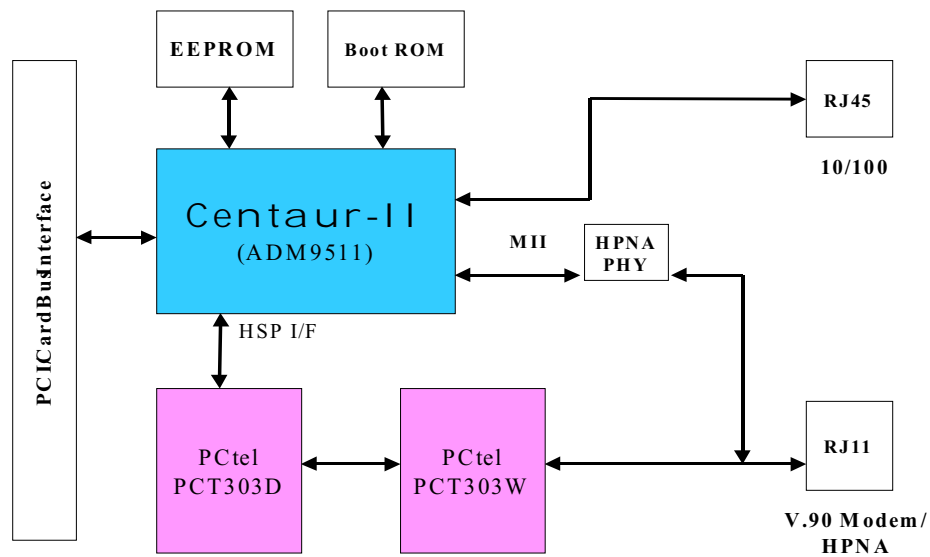 EEPROM
Boot ROM
RJ45
10/100
Centaur-II
(ADM9511)
MII
HPNA
PHY
PCICardBusInterface
HSP I/F
PCtel
PCT303D
PCtel
PCT303W
RJ11
V.90 Modem/
HPNA